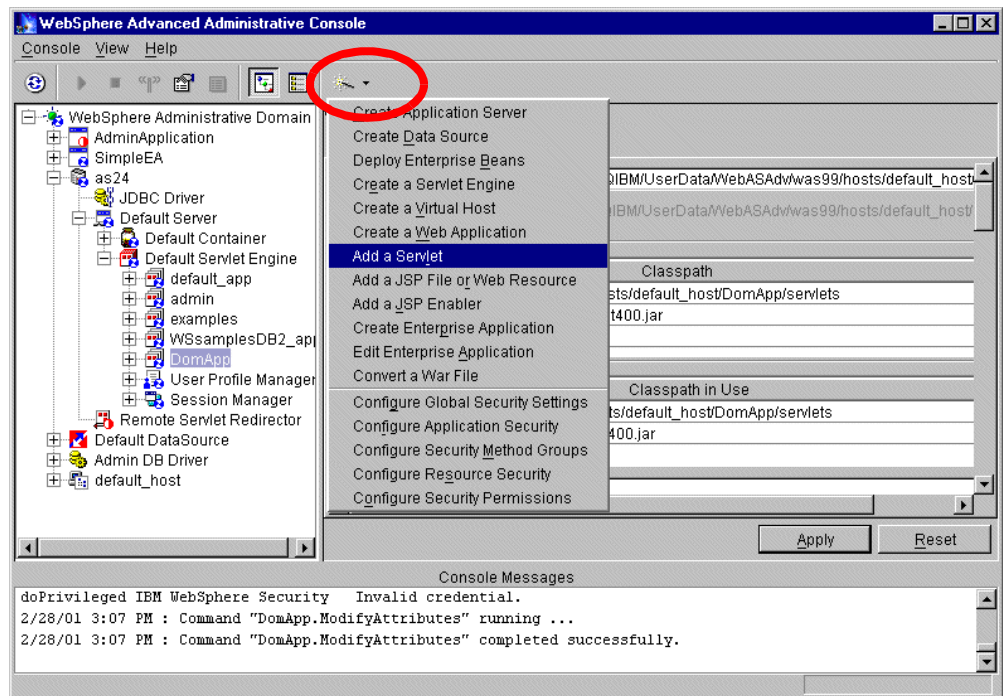 WebSphere Advanced Administrative Console
Console View Help
WebSphere Administrative Domain
AdminApplication
SimpleEA
as24
JDBC Driver
Default Server
Default Container
Default Servlet Engine
default_app
admin
examples
WSsamplesDB2_app
DomApp
User Profile Manager
Session Manager
Remote Servlet Redirector
Default DataSource
Admin DB Driver
default_host
Create Application Server
Create Data Source
Deploy Enterprise Beans
Create a Servlet Engine
Create a Virtual Host
Create a Web Application
Add a Servlet
Add a JSP File or Web Resource
Add a JSP Enabler
Create Enterprise Application
Edit Enterprise Application
Convert a War File
Configure Global Security Settings
Configure Application Security
Configure Security Method Groups
Configure Resource Security
Configure Security Permissions
IBM/UserData/WebASAdv/was99/hosts/default_host/
IBM/UserData/WebASAdv/was99/hosts/default_host/
Classpath
sts/default_host/DomApp/servlets
t400.jar
Classpath in Use
ts/default_host/DomApp/servlets
400.jar
Apply Reset
Console Messages
doPrivileged IBM WebSphere Security Invalid credential.
2/28/01 3:07 PM : Command "DomApp.ModifyAttributes" running ...
2/28/01 3:07 PM : Command "DomApp.ModifyAttributes" completed successfully.